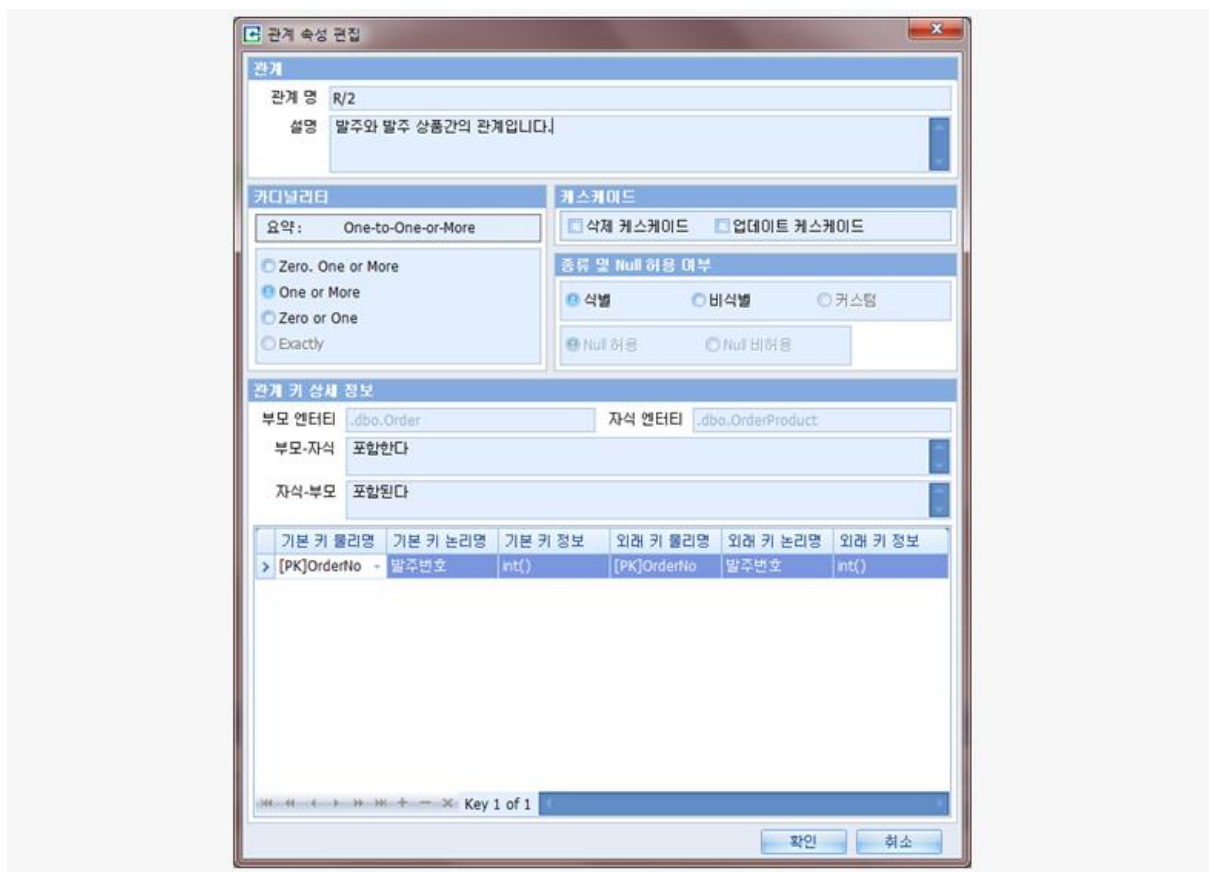 관계 속성 편집
관계
관계 명 R/2
설명 발주와 발주 상품간의 관계입니다.
카디널리티
요약: One-to-One-or-More
Zero. One or More
One or More
Zero or One
Exactly
케스케이드
삭제 케스케이드 업데이트 케스케이드
종류 및 Null 허용 여부
식별 비식별 커스텀
Null 허용 Null 비허용
관계 키 상세 정보
부모 엔터티 .dbo.Order 자식 엔터티 .dbo.OrderProduct
부모-자식 포함한다
자식-부모 포함된다
기본 키 물리명 기본 키 논리명 기본 키 정보 외래 키 물리명 외래 키 논리명 외래 키 정보
[PK]OrderNo 발주번호 int() [PK]OrderNo 발주번호 int()
Key 1 of 1
확인 취소